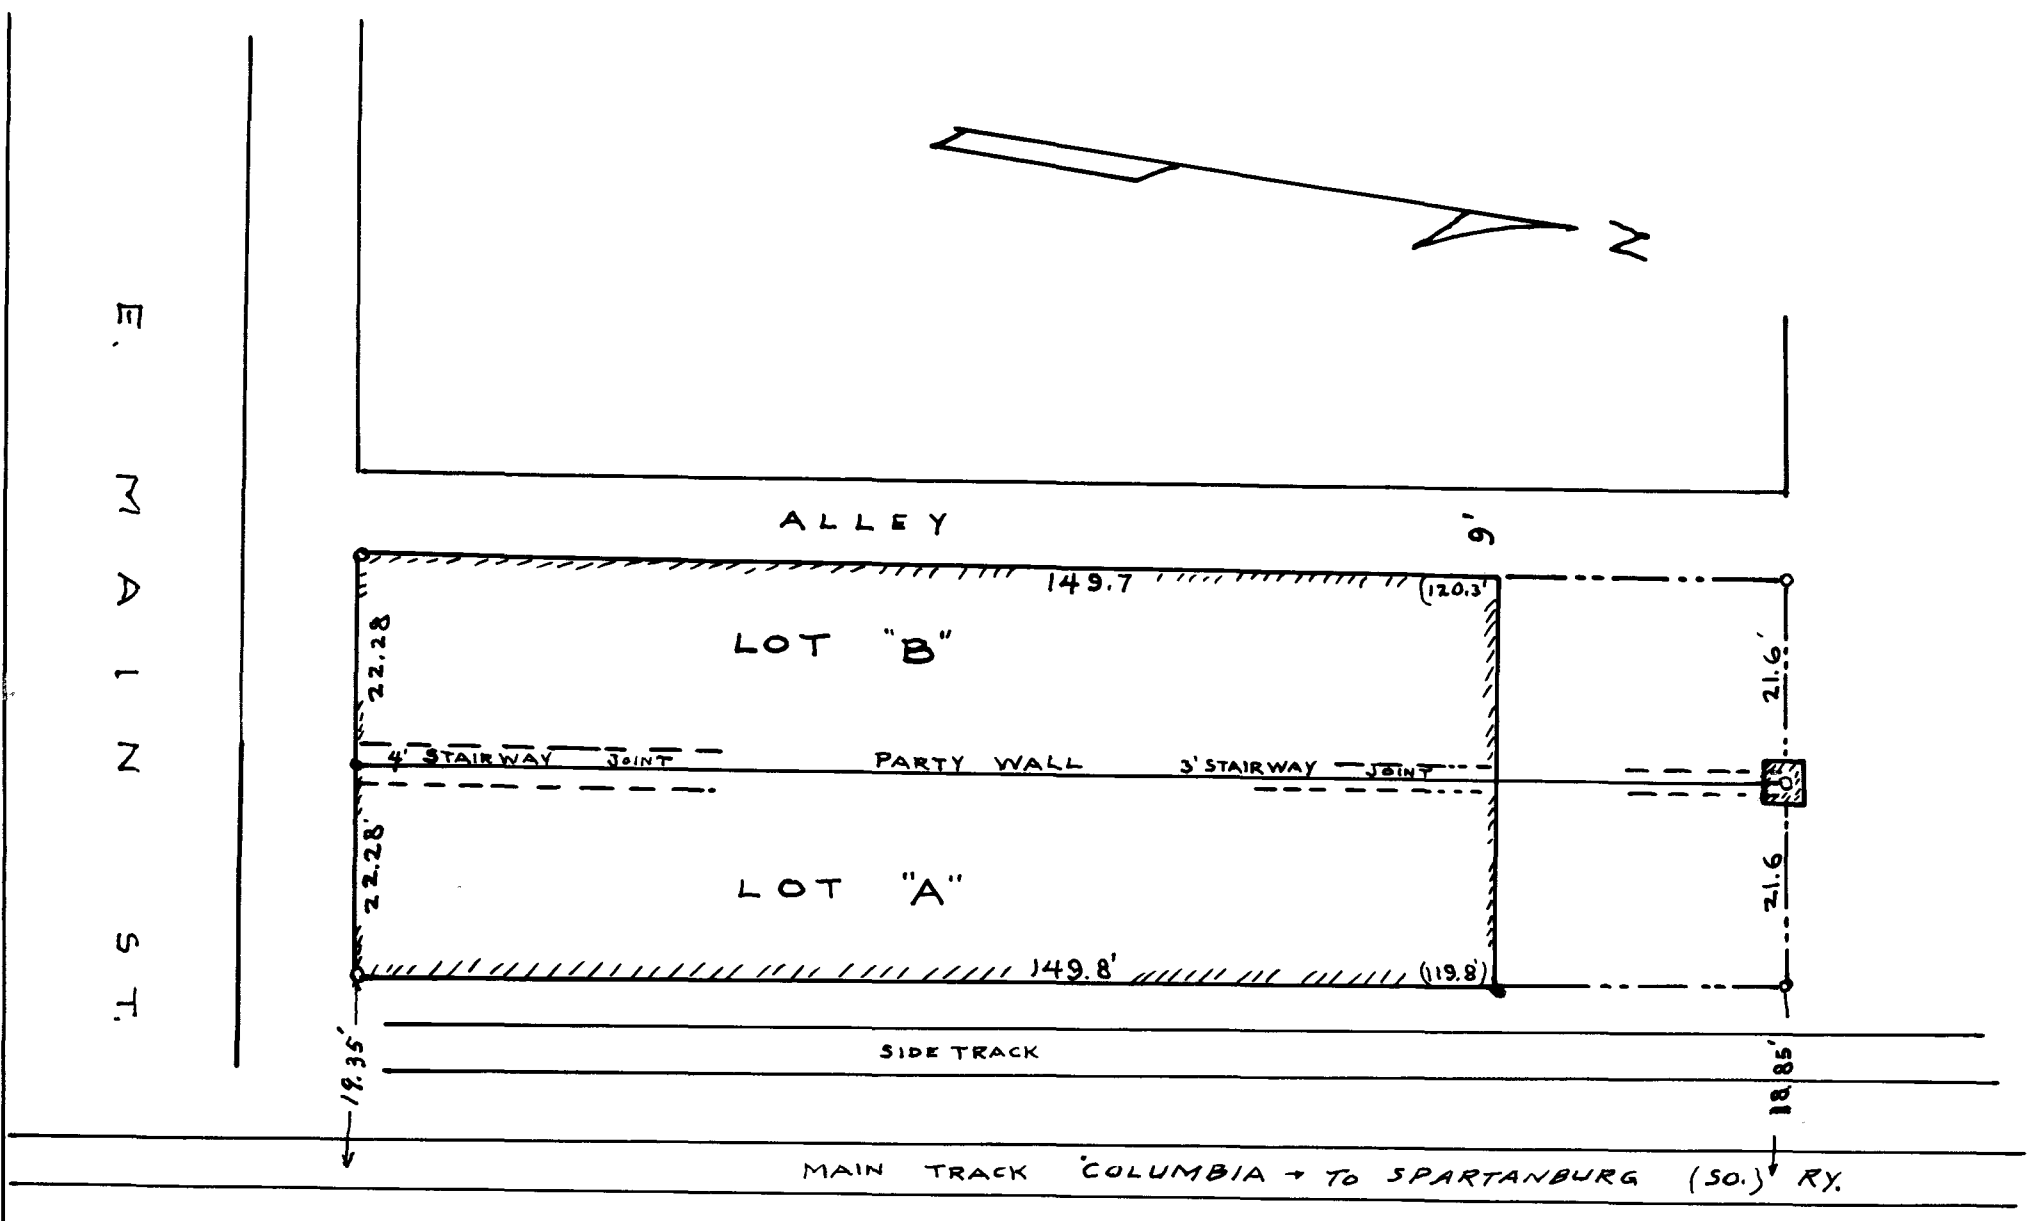 N
E. MAIN ST.
ALLEY
9'
149.7
(120.3'
LOT "B"
22.28
21.6'
4' STAIRWAY JOINT
PARTY WALL
3' STAIRWAY JOINT
22.28'
21.6
LOT "A"
149.8'
(119.8')
19.35'
SIDE TRACK
18.85'
MAIN TRACK COLUMBIA → TO SPARTANBURG (SO.) RY.